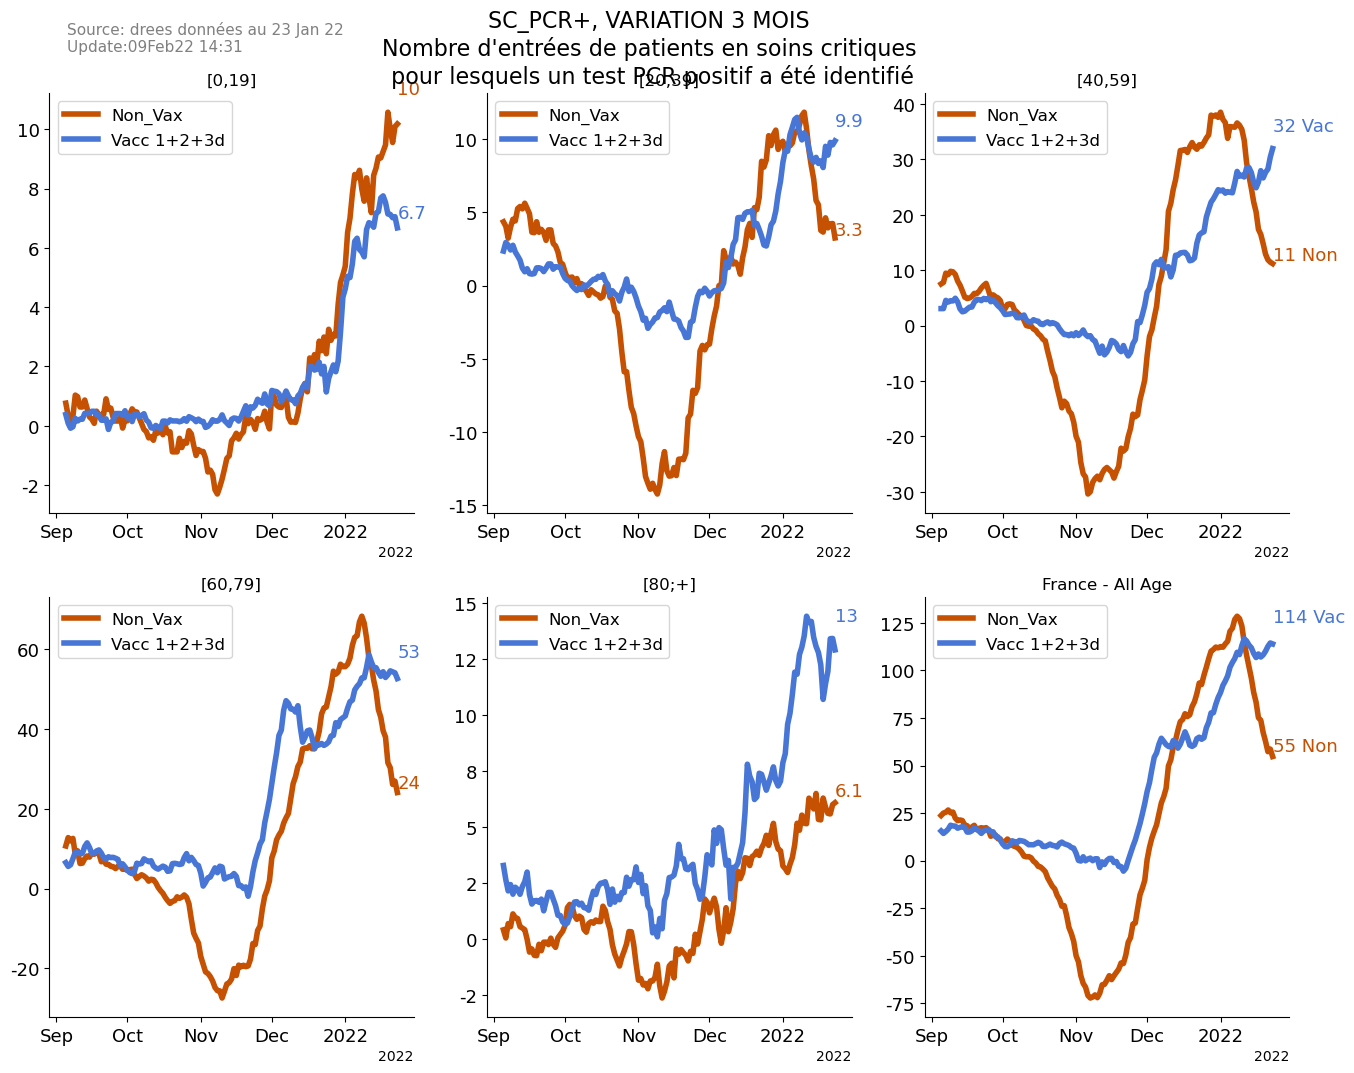 Source: drees données au 23 Jan 22
Update:09Feb22 14:31
SC_PCR+, VARIATION 3 MOIS
Nombre d'entrées de patients en soins critiques
pour lesquels un test PCR positif a été identifié
[0,19]
Non_Vax
Vacc 1+2+3d
10
6.7
10
8
6
4
2
0
-2
Sep Oct Nov Dec 2022
2022
[20,39]
Non_Vax
Vacc 1+2+3d
9.9
3.3
10
5
0
-5
-10
-15
Sep Oct Nov Dec 2022
2022
[40,59]
Non_Vax
Vacc 1+2+3d
32 Vac
11 Non
40
30
20
10
0
-10
-20
-30
Sep Oct Nov Dec 2022
2022
[60,79]
Non_Vax
Vacc 1+2+3d
53
24
60
40
20
0
-20
Sep Oct Nov Dec 2022
2022
[80;+]
Non_Vax
Vacc 1+2+3d
13
6.1
15
12
10
8
5
2
0
-2
Sep Oct Nov Dec 2022
2022
France - All Age
Non_Vax
Vacc 1+2+3d
114 Vac
55 Non
125
100
75
50
25
0
-25
-50
-75
Sep Oct Nov Dec 2022
2022